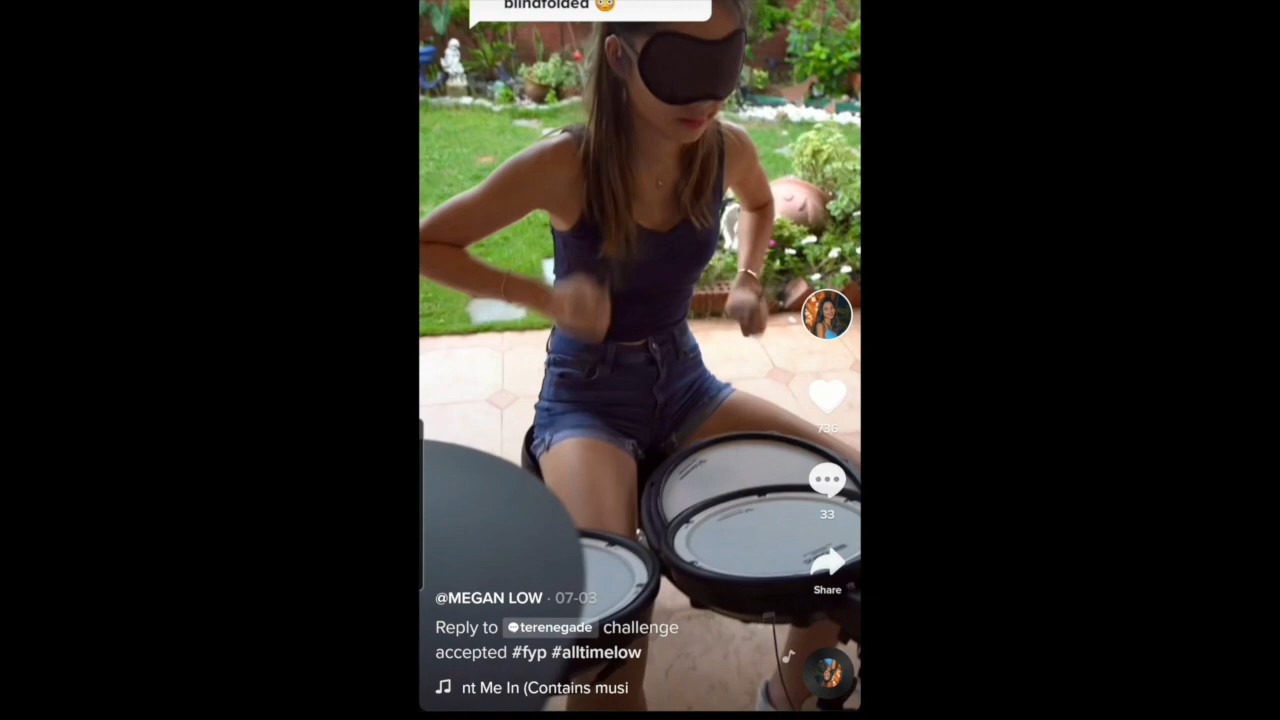 blindfolded 😳
736
33
Share
@MEGAN LOW · 07-03
Reply to terenegade challenge
accepted #fyp #alltimelow
nt Me In (Contains musi